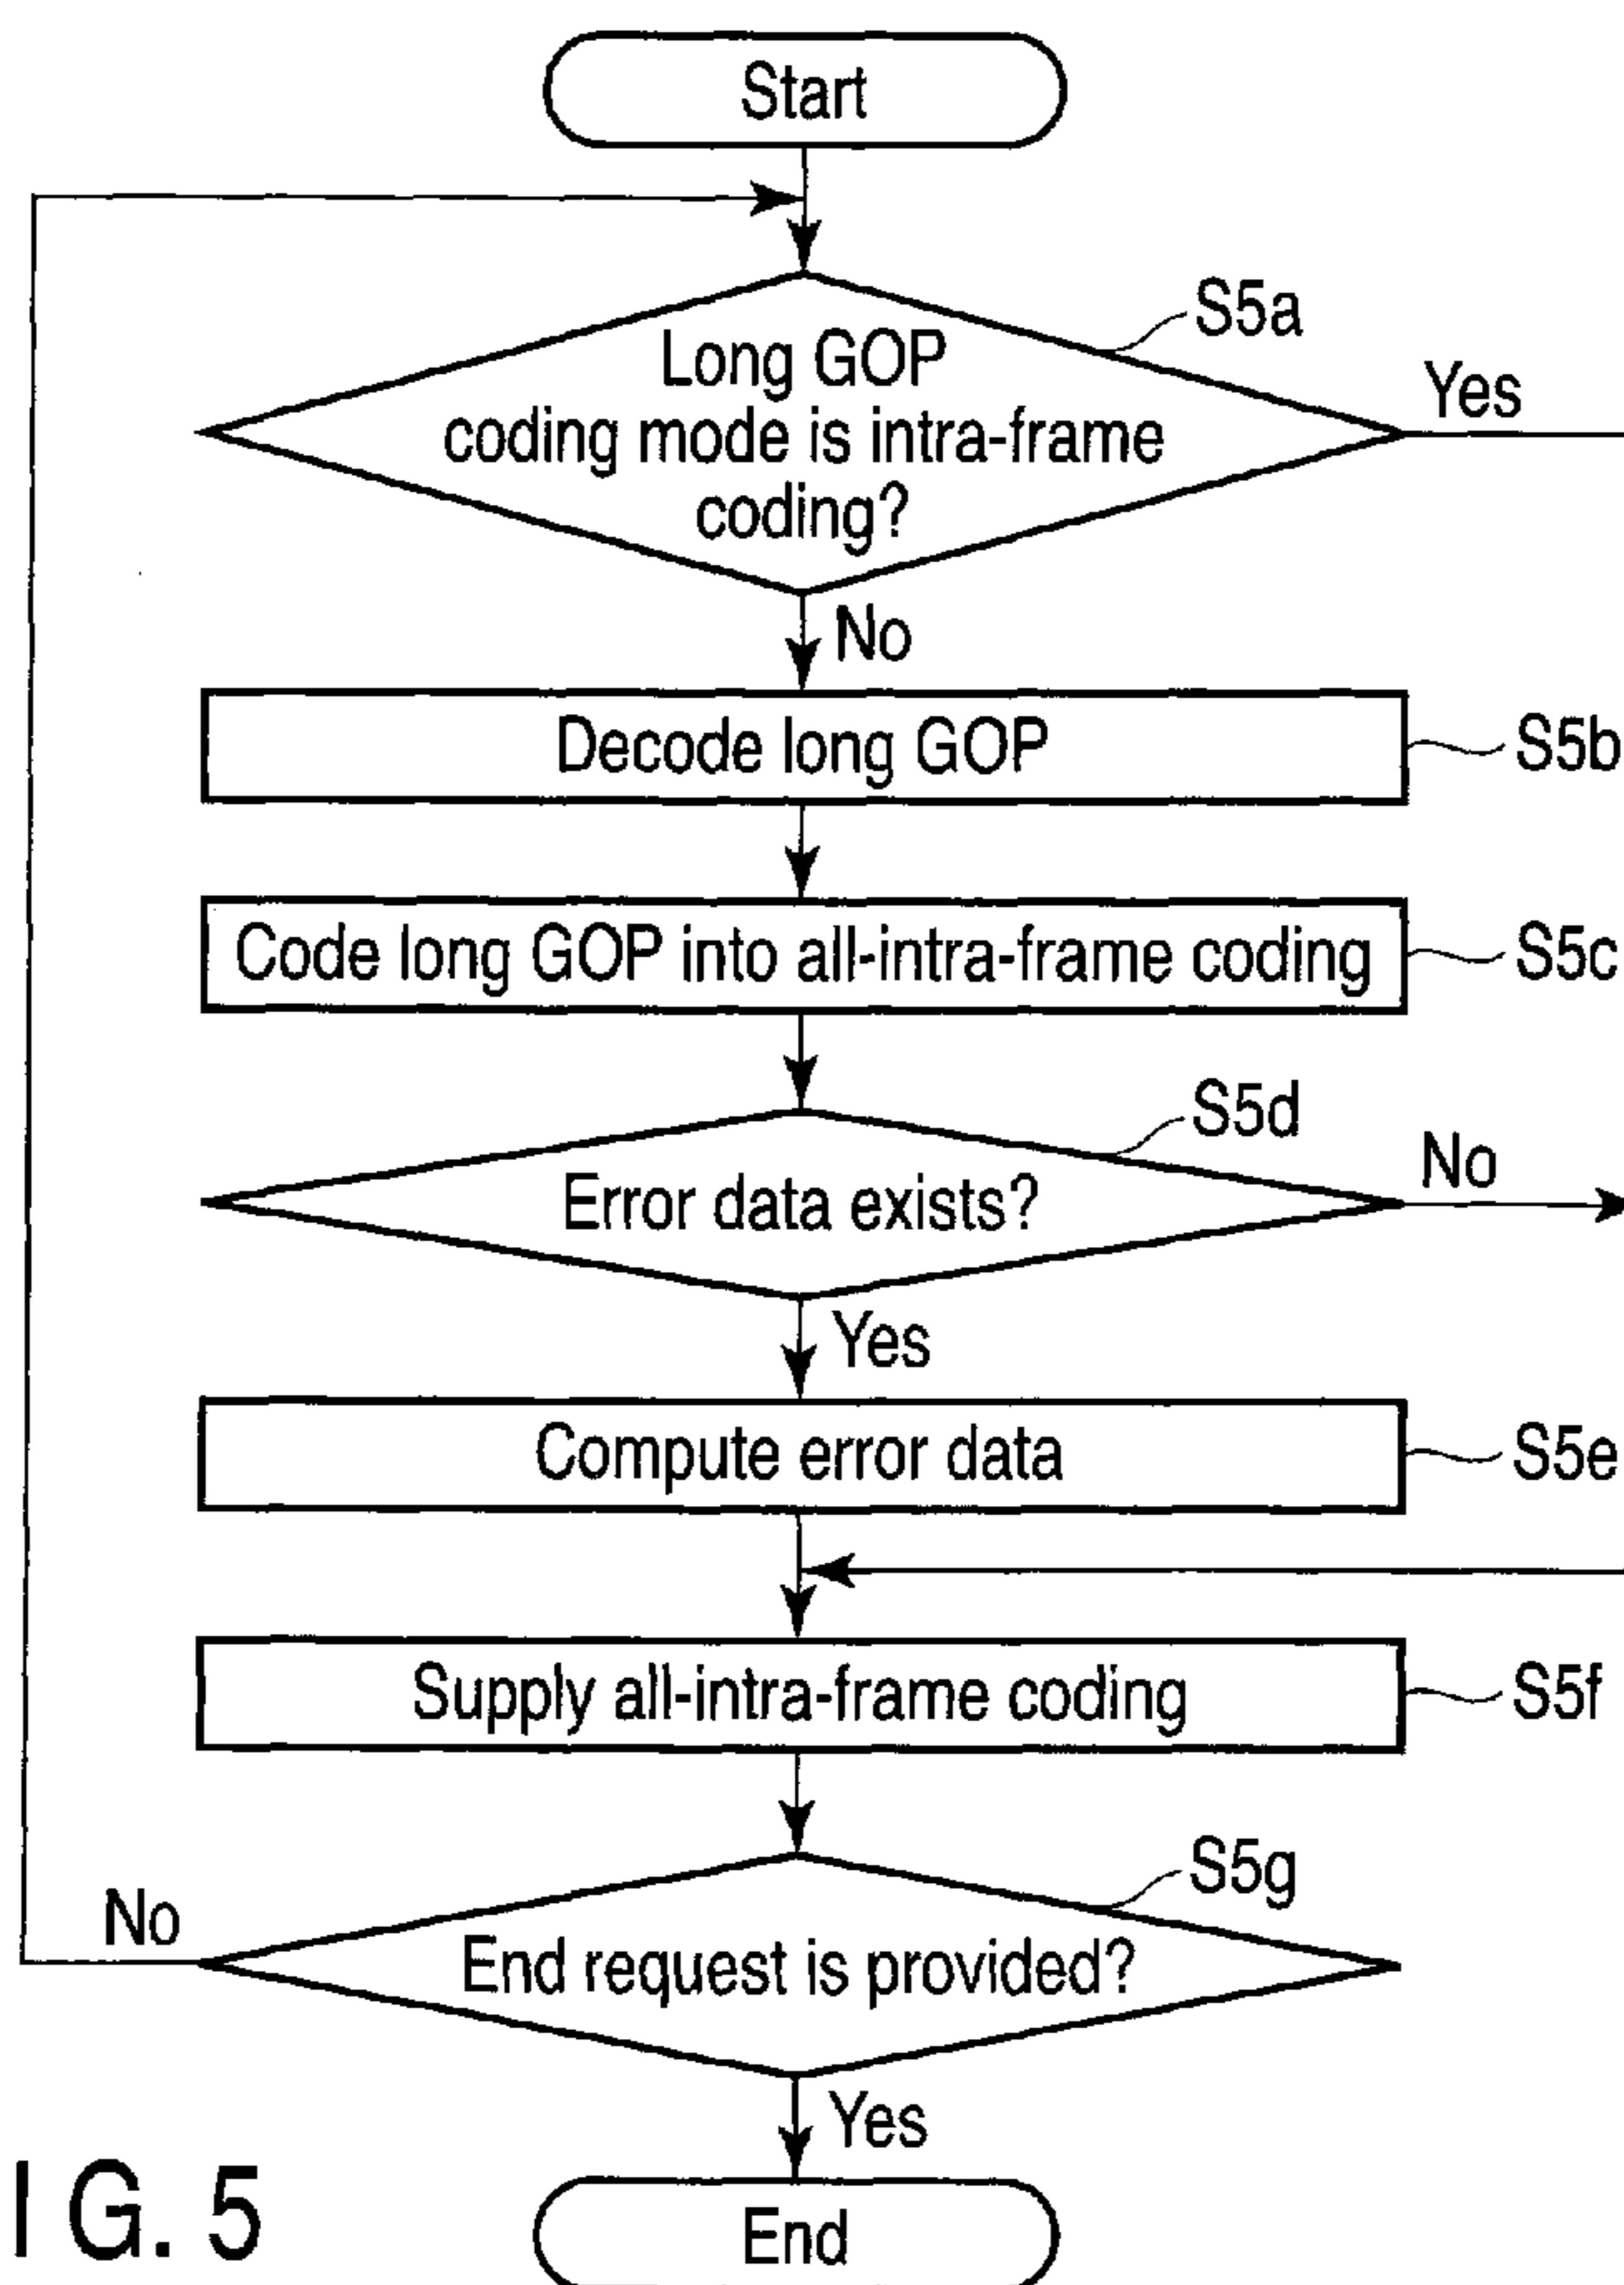 Start
S5a
Long GOP
coding mode is intra-frame
coding?
Yes
No
Decode long GOP
S5b
Code long GOP into all-intra-frame coding
S5c
S5d
Error data exists?
No
Yes
Compute error data
S5e
Supply all-intra-frame coding
S5f
S5g
No
End request is provided?
Yes
I G. 5
End